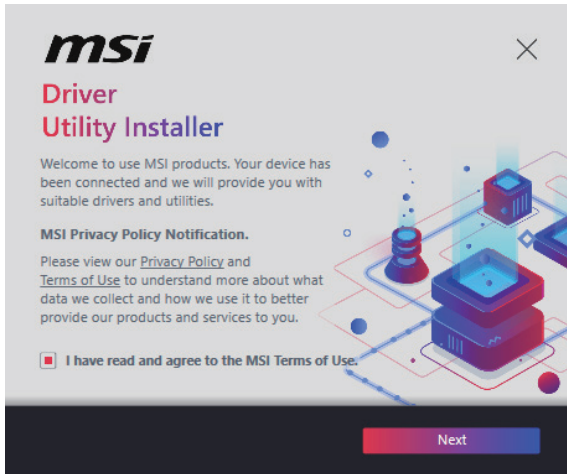 msi
Driver
Utility Installer
Welcome to use MSI products. Your device has
been connected and we will provide you with
suitable drivers and utilities.
MSI Privacy Policy Notification.
Please view our Privacy Policy and
Terms of Use to understand more about what
data we collect and how we use it to better
provide our products and services to you.
I have read and agree to the MSI Terms of Use.
Next